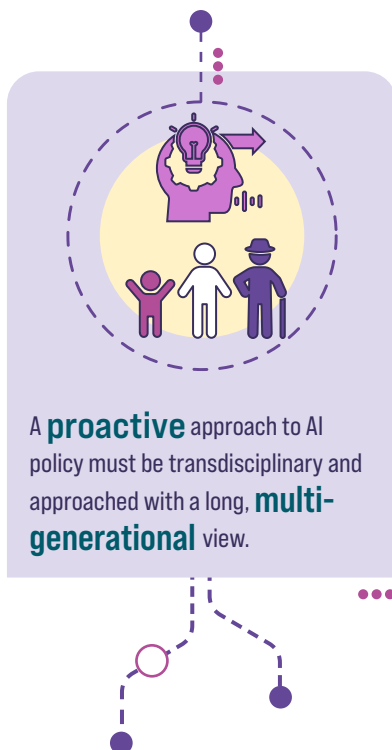 A proactive approach to AI
policy must be transdisciplinary and
approached with a long, multi-
generational view.